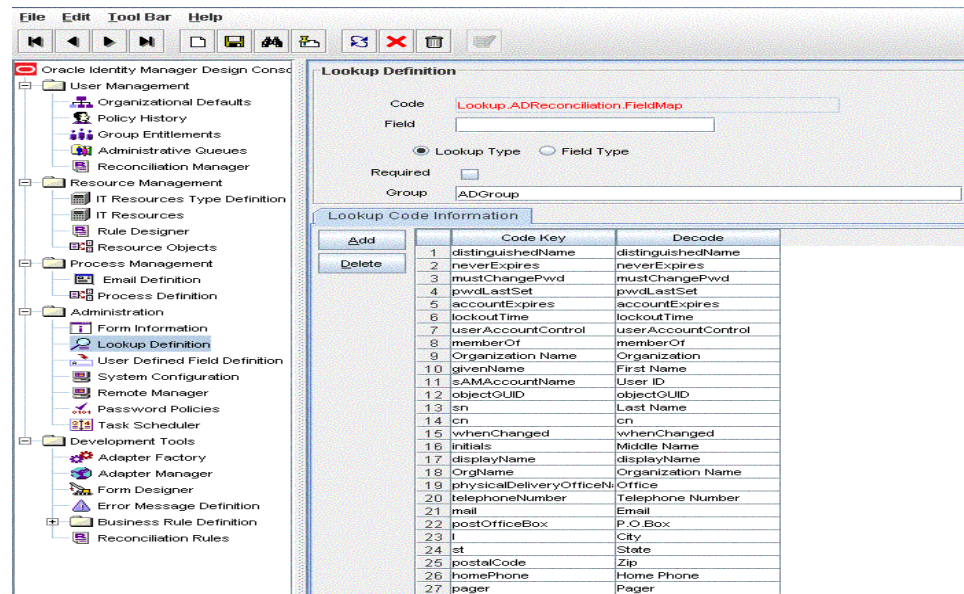 File Edit Tool Bar Help
Oracle Identity Manager Design Conso
User Management
Organizational Defaults
Policy History
Group Entitlements
Administrative Queues
Reconciliation Manager
Resource Management
IT Resources Type Definition
IT Resources
Rule Designer
Resource Objects
Process Management
Email Definition
Process Definition
Administration
Form Information
Lookup Definition
User Defined Field Definition
System Configuration
Remote Manager
Password Policies
Task Scheduler
Development Tools
Adapter Factory
Adapter Manager
Form Designer
Error Message Definition
Business Rule Definition
Reconciliation Rules
Lookup Definition
Code Lookup.ADReconciliation.FieldMap
Field
Lookup Type Field Type
Required
Group ADGroup
Lookup Code Information
Add
Delete
Code Key Decode
1 distinguishedName distinguishedName
2 neverExpires neverExpires
3 mustChangePwd mustChangePwd
4 pwdLastSet pwdLastSet
5 accountExpires accountExpires
6 lockoutTime lockoutTime
7 userAccountControl userAccountControl
8 memberOf memberOf
9 Organization Name Organization
10 givenName First Name
11 sAMAccountName User ID
12 objectGUID objectGUID
13 sn Last Name
14 cn cn
15 whenChanged whenChanged
16 initials Middle Name
17 displayName displayName
18 OrgName Organization Name
19 physicalDeliveryOfficeN Office
20 telephoneNumber Telephone Number
21 mail Email
22 postOfficeBox P.O.Box
23 l City
24 st State
25 postalCode Zip
26 homePhone Home Phone
27 pager Pager